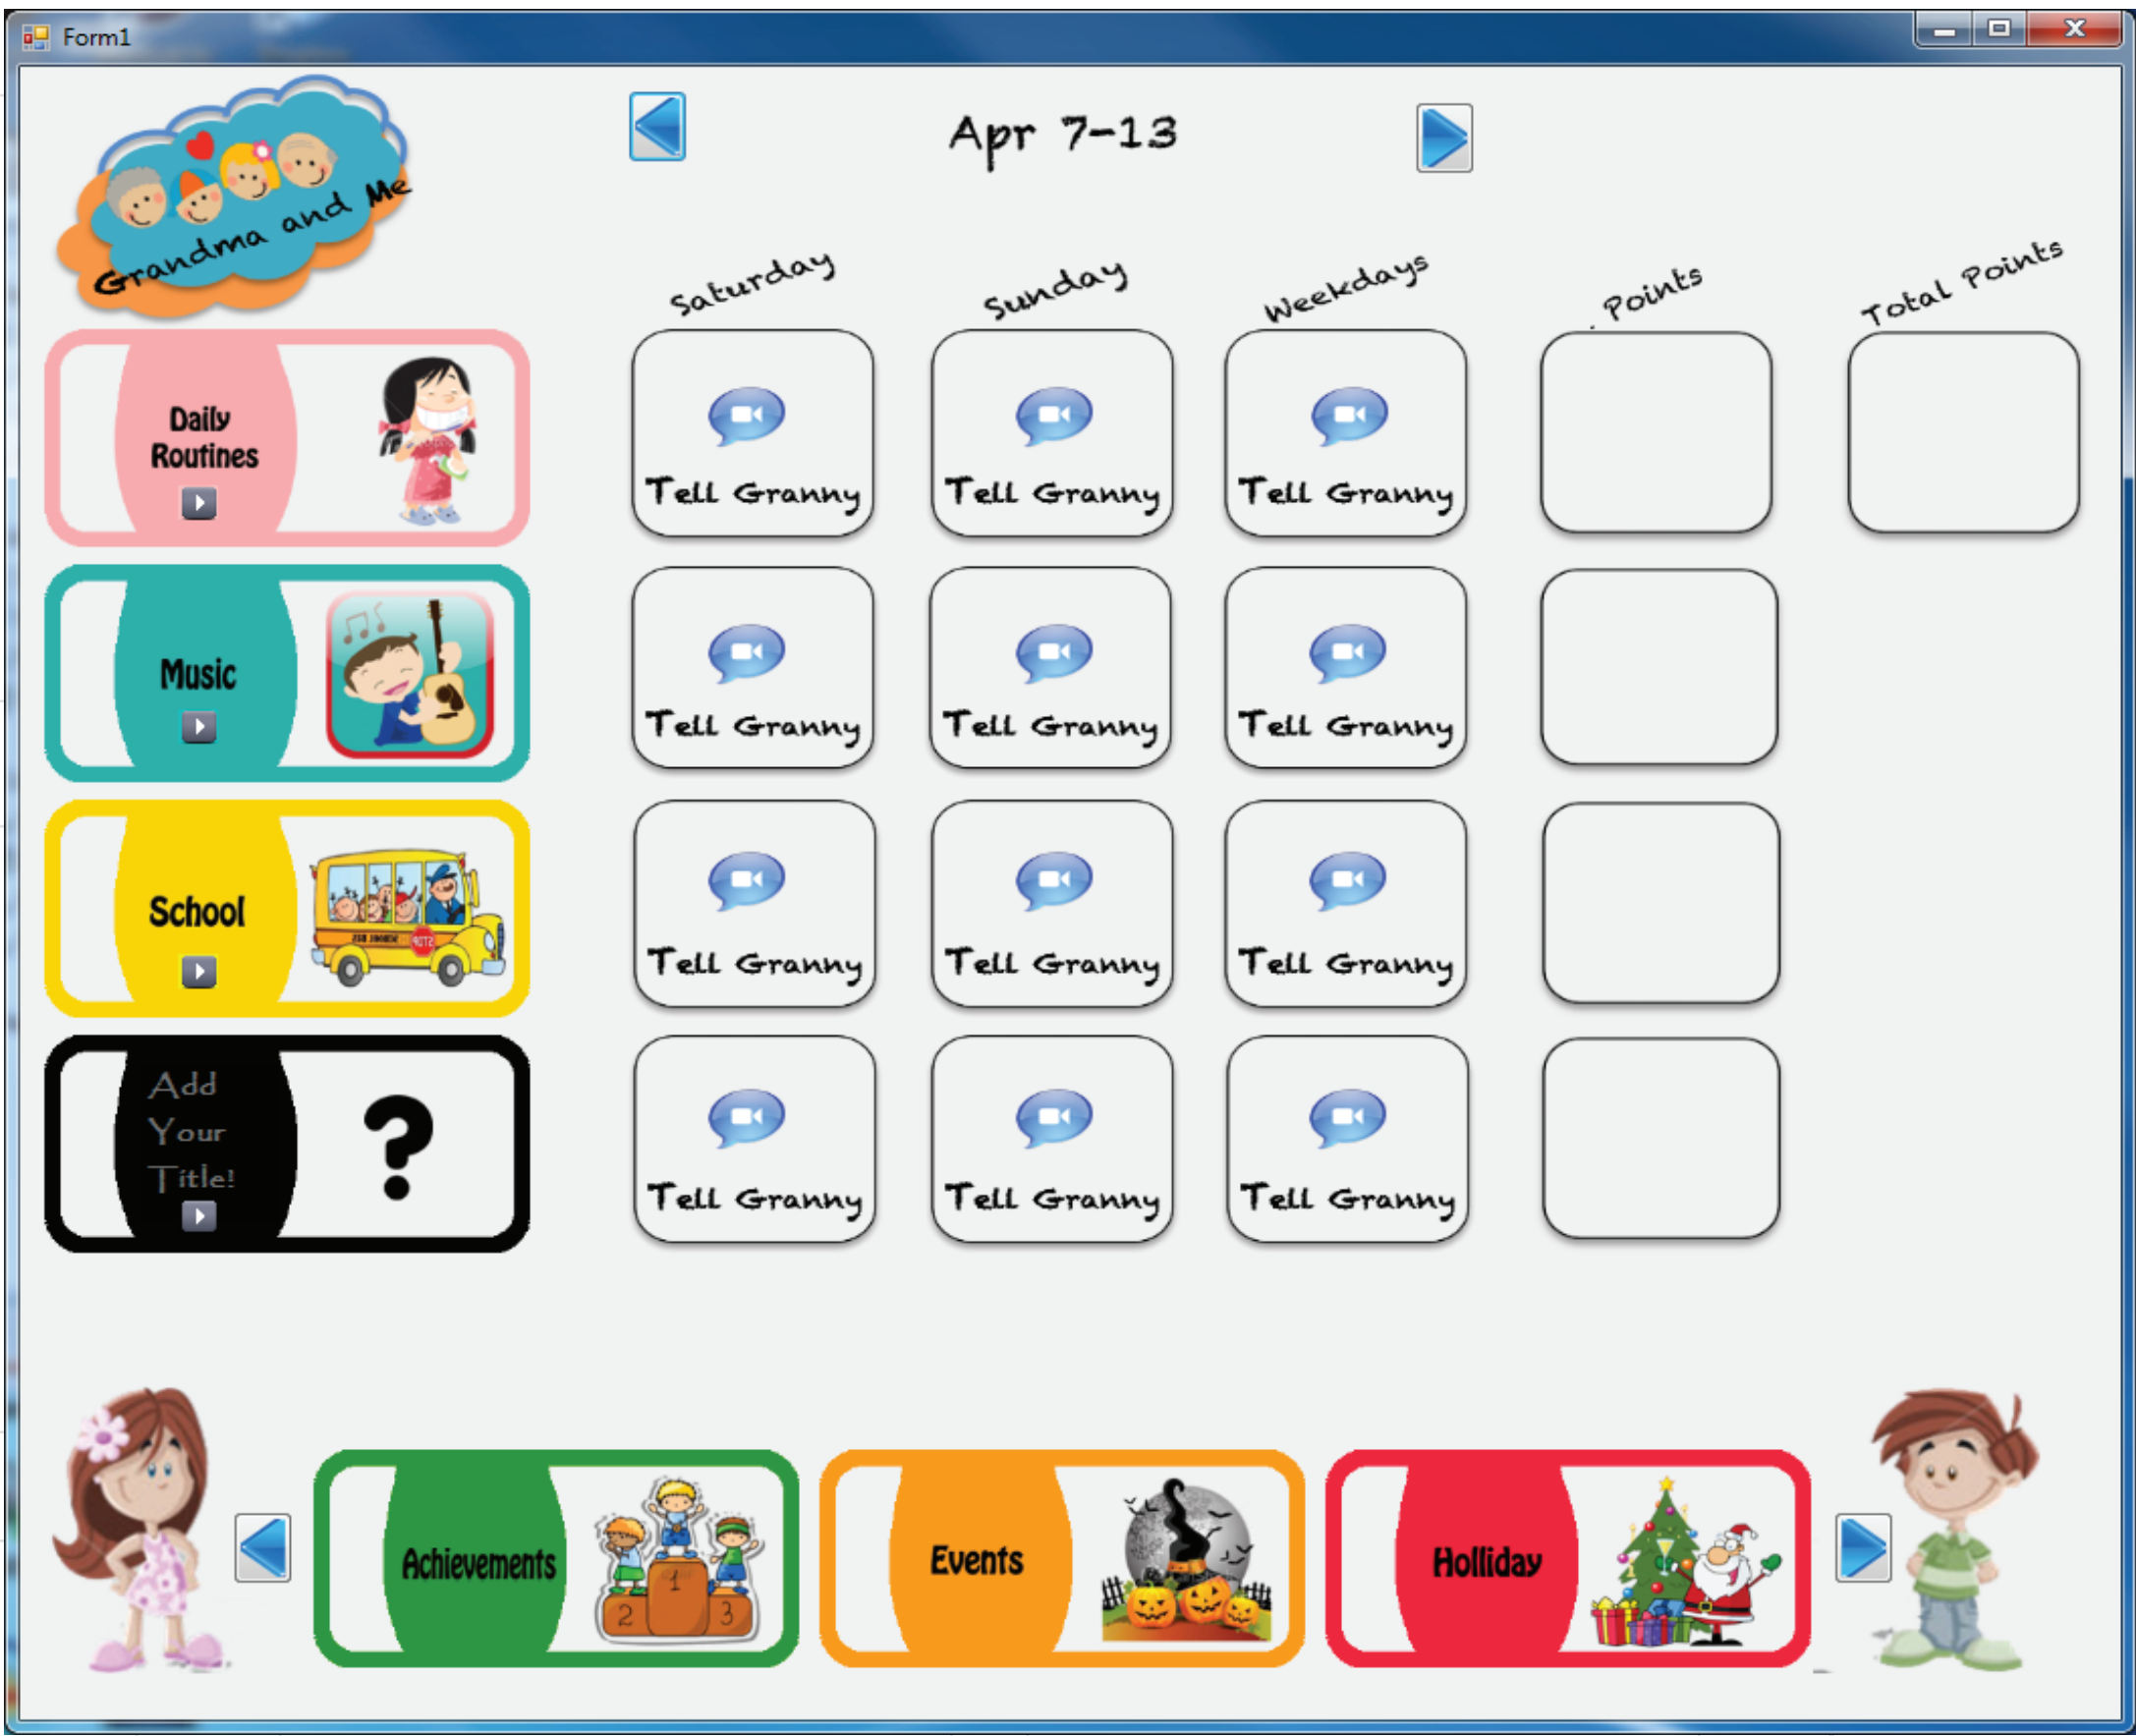 Form1
Grandma and Me
Apr 7-13
Saturday
Sunday
Weekdays
. Points
Total Points
Daily
Routines
Tell Granny
Tell Granny
Tell Granny
Music
Tell Granny
Tell Granny
Tell Granny
School
STOP
Tell Granny
Tell Granny
Tell Granny
Add
Your
Title!
?
Tell Granny
Tell Granny
Tell Granny
Achievements
1
2
3
Events
Holliday